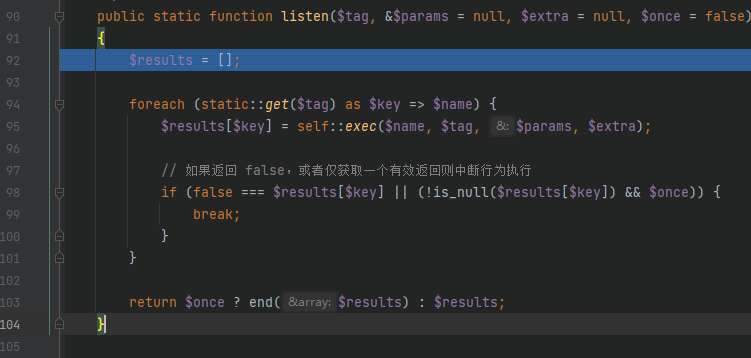 90 public static function listen($tag, &$params = null, $extra = null, $once = false)
91 {
92 $results = [];
93
94 foreach (static::get($tag) as $key => $name) {
95 $results[$key] = self::exec($name, $tag, &: $params, $extra);
96
97 // 如果返回 false，或者仅获取一个有效返回则中断行为执行
98 if (false === $results[$key] || (!is_null($results[$key]) && $once)) {
99 break;
100 }
101 }
102
103 return $once ? end( &array: $results) : $results;
104 }
105